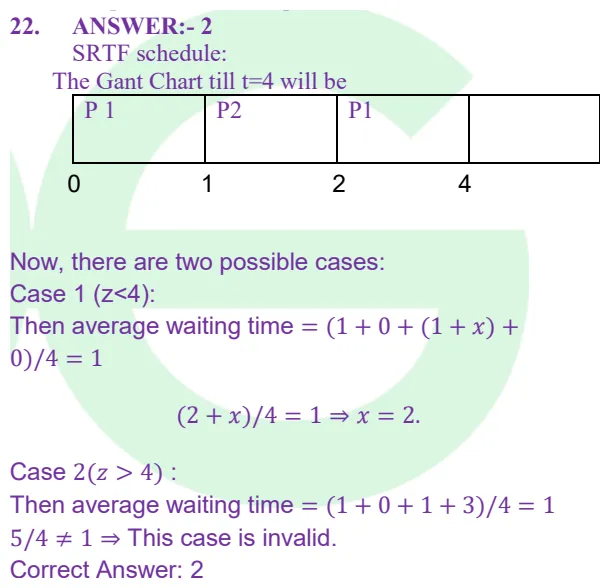 22. ANSWER:- 2
SRTF schedule:
The Gant Chart till t=4 will be
P 1 P2 P1
0 1 2 4
Now, there are two possible cases:
Case 1 (z<4):
Then average waiting time = (1 + 0 + (1 + x) +
0)/4 = 1
(2 + x)/4 = 1 ⇒ x = 2.
Case 2(z > 4) :
Then average waiting time = (1 + 0 + 1 + 3)/4 = 1
5/4 ≠ 1 ⇒ This case is invalid.
Correct Answer: 2